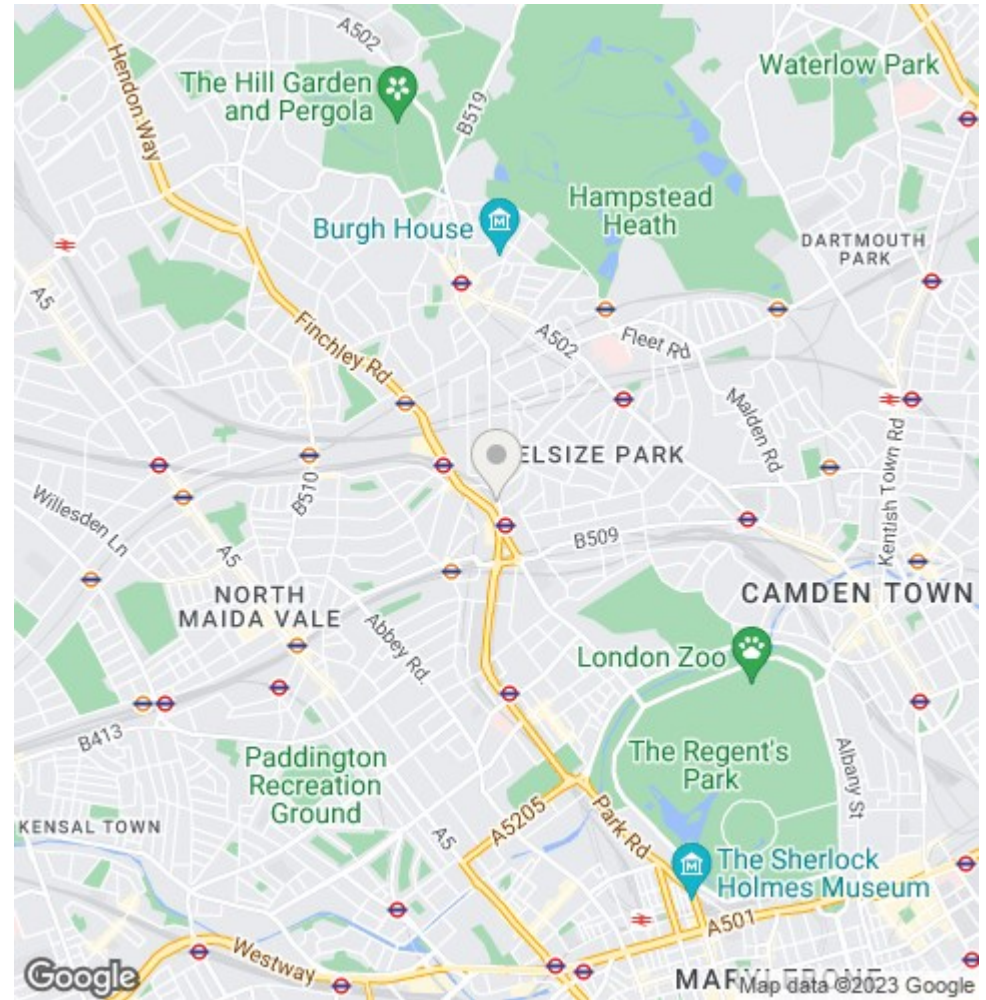 A502
Hendon Way
The Hill Garden
and Pergola
B519
Waterlow Park
Hampstead
Heath
Burgh House
DARTMOUTH
PARK
A5
Finchley Rd
A502
Fleet Rd
Malden Rd
ELSIZE PARK
Kentish Town Rd
B510
Willesden Ln
A5
B509
NORTH
MAIDA VALE
CAMDEN TOWN
Abbey Rd.
London Zoo
B413
The Regent's
Park
Albany St
Paddington
Recreation
Ground
KENSAL TOWN
A5
A5205
Park Rd
The Sherlock
Holmes Museum
A501
Westway
Google
MARYLEBONE
Map data ©2023 Google